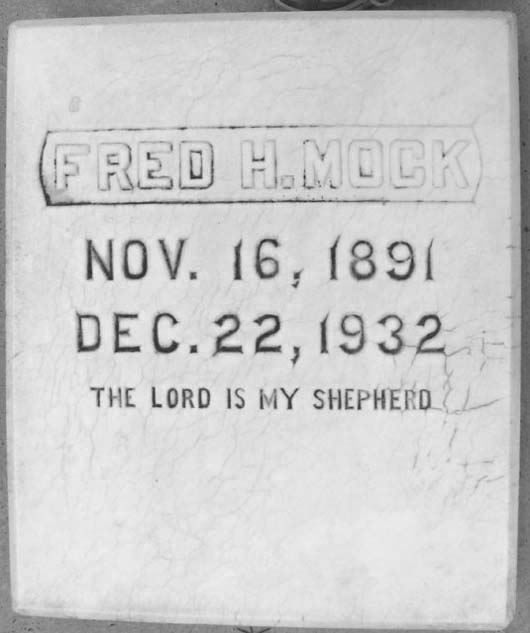 FRED H. MOCK
NOV. 16, 1891
DEC. 22, 1932
THE LORD IS MY SHEPHERD